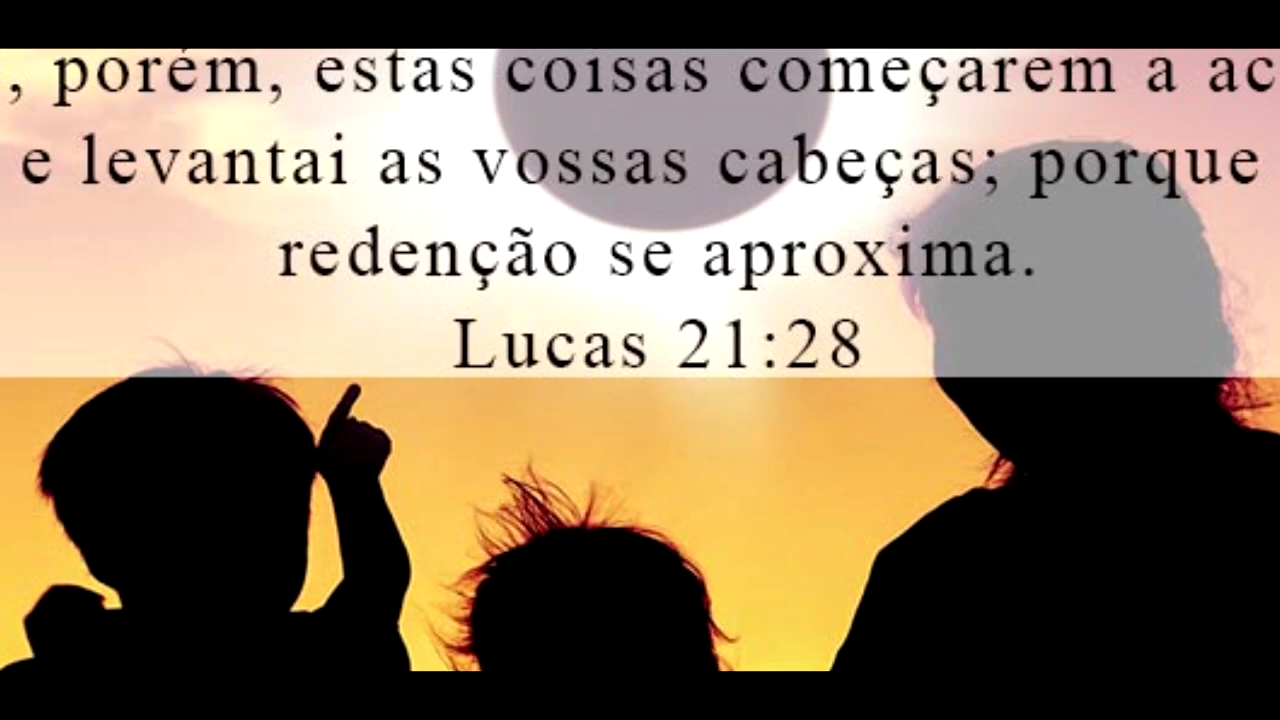 , porém, estas coisas começarem a ac
e levantai as vossas cabeças; porque
redenção se aproxima.
Lucas 21:28